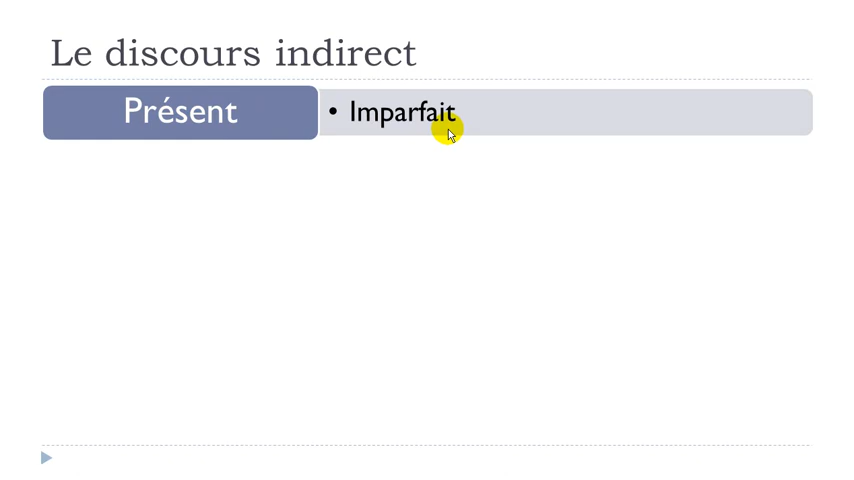 Le discours indirect
Présent
• Imparfait